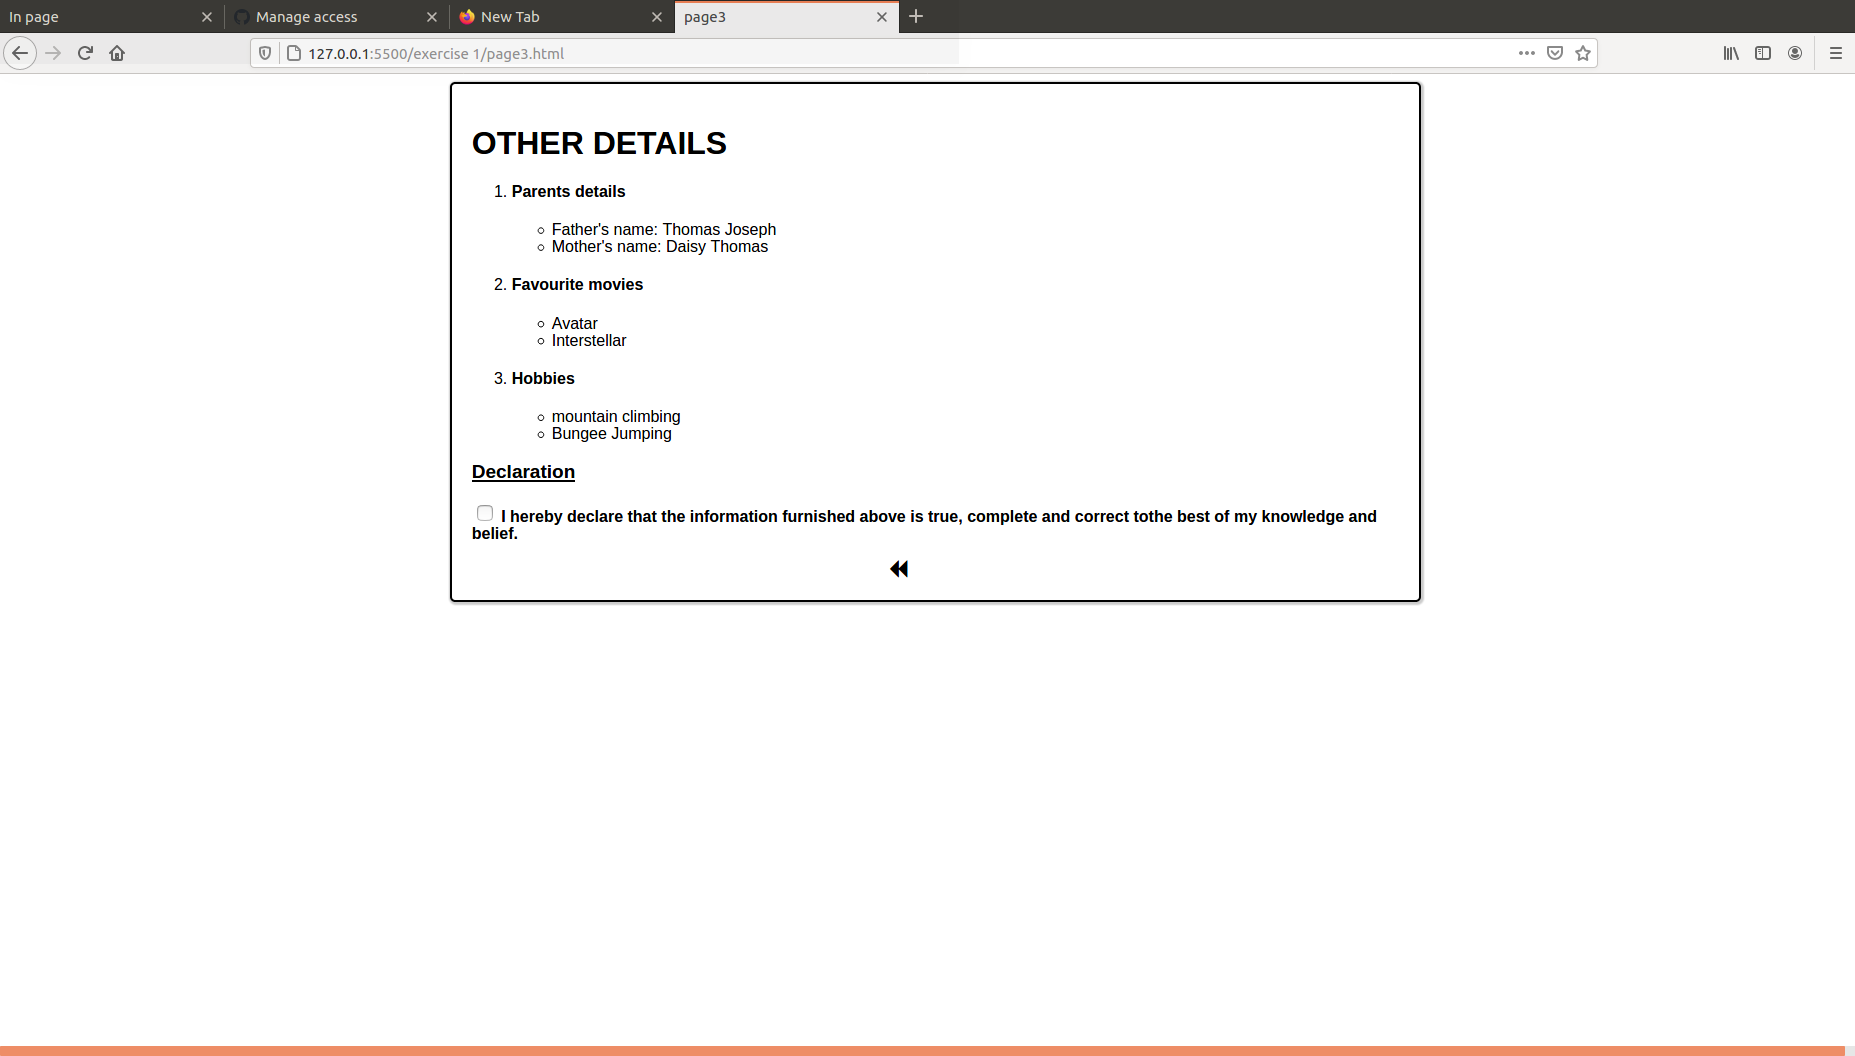 In page
Manage access
New Tab
page3
127.0.0.1:5500/exercise 1/page3.html
OTHER DETAILS
1. Parents details
Father's name: Thomas Joseph
Mother's name: Daisy Thomas
2. Favourite movies
Avatar
Interstellar
3. Hobbies
mountain climbing
Bungee Jumping
Declaration
I hereby declare that the information furnished above is true, complete and correct tothe best of my knowledge and
belief.